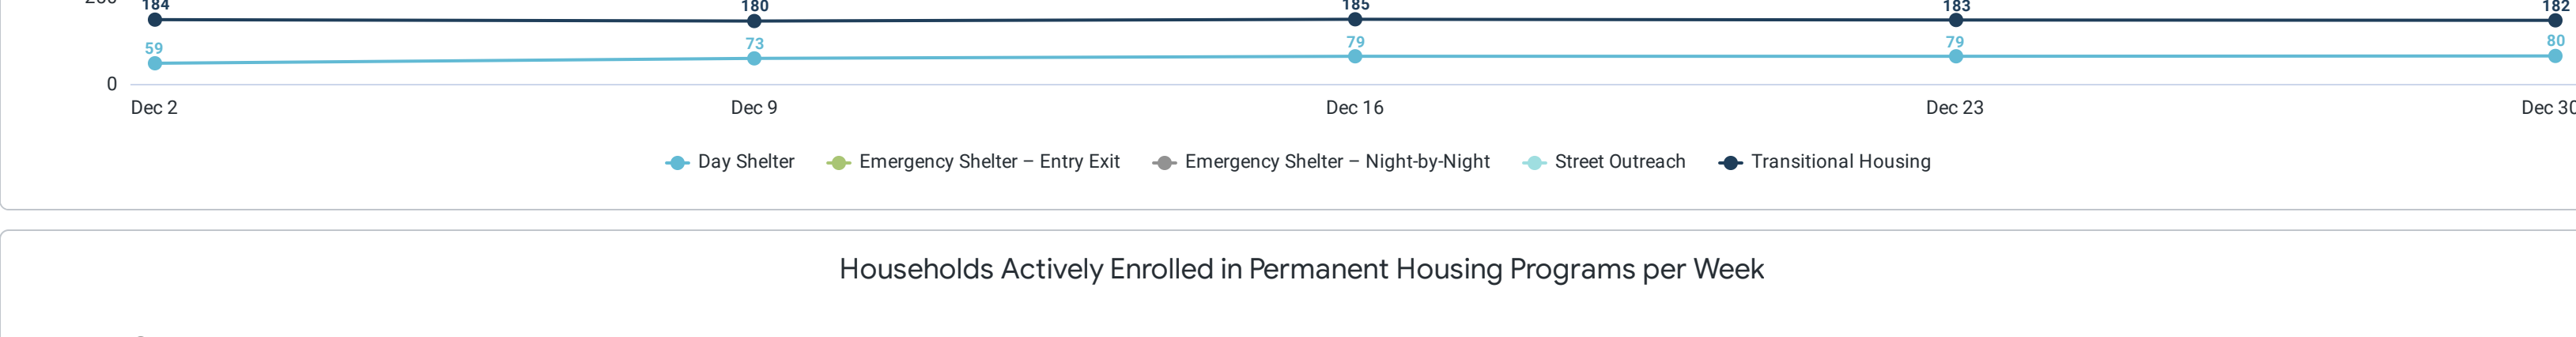 184 180 185 183 182
59 73 79 79 80
0
Dec 2 Dec 9 Dec 16 Dec 23 Dec 30
Day Shelter Emergency Shelter – Entry Exit Emergency Shelter – Night-by-Night Street Outreach Transitional Housing
Households Actively Enrolled in Permanent Housing Programs per Week